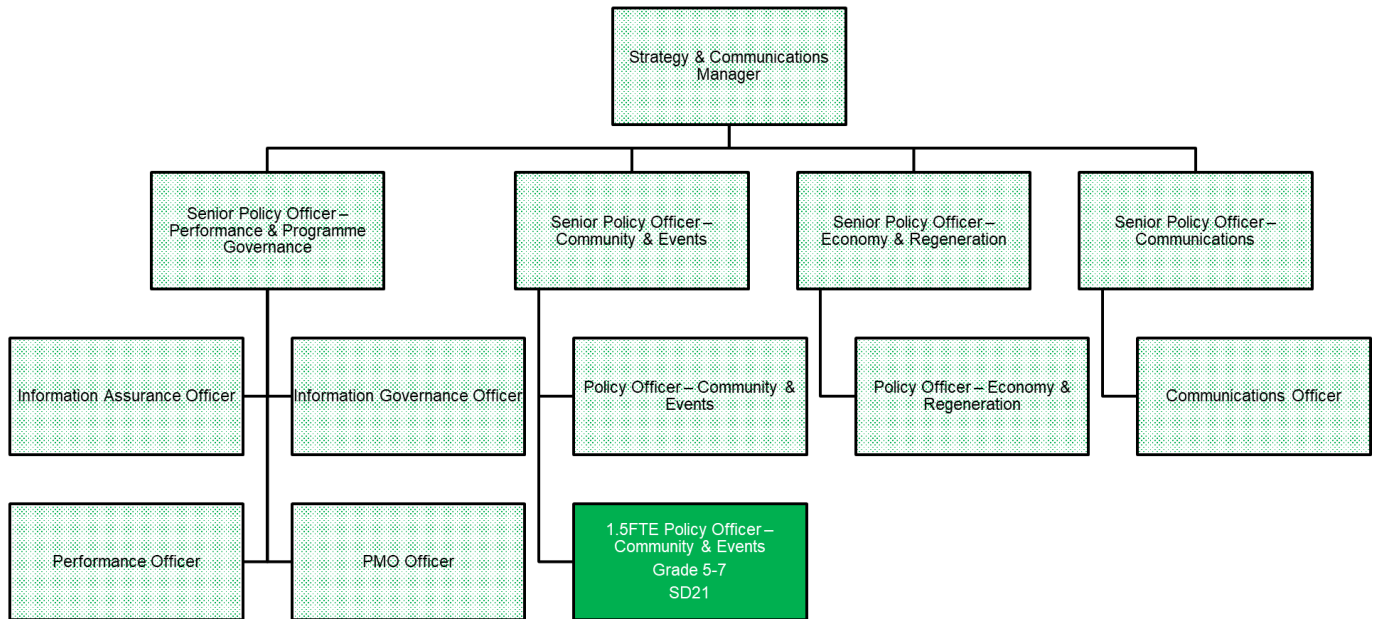 Strategy & Communications
Manager
Senior Policy Officer –
Performance & Programme
Governance
Senior Policy Officer –
Community & Events
Senior Policy Officer –
Economy & Regeneration
Senior Policy Officer –
Communications
Information Assurance Officer
Information Governance Officer
Policy Officer – Community &
Events
Policy Officer – Economy &
Regeneration
Communications Officer
Performance Officer
PMO Officer
1.5FTE Policy Officer –
Community & Events
Grade 5-7
SD21